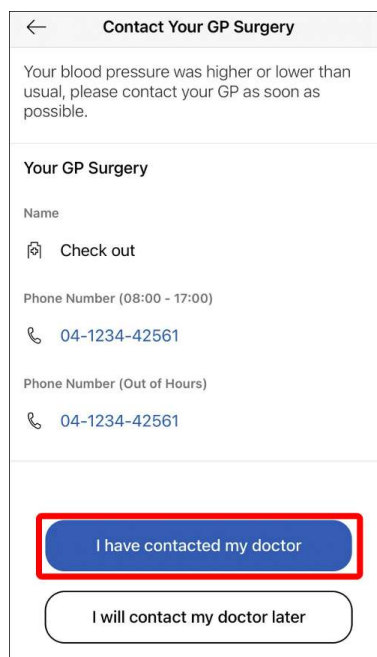 Contact Your GP Surgery
Your blood pressure was higher or lower than
usual, please contact your GP as soon as
possible.
Your GP Surgery
Name
Check out
Phone Number (08:00 - 17:00)
04-1234-42561
Phone Number (Out of Hours)
04-1234-42561
I have contacted my doctor
I will contact my doctor later